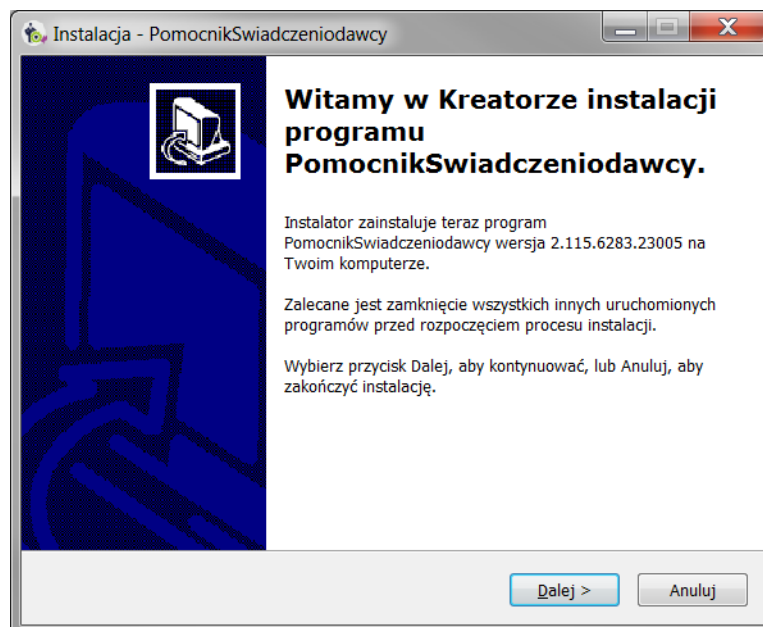 Instalacja - PomocnikSwiadczeniodawcy
Witamy w Kreatorze instalacji
programu
PomocnikSwiadczeniodawcy.
Instalator zainstaluje teraz program
PomocnikSwiadczeniodawcy wersja 2.115.6283.23005 na
Twoim komputerze.
Zalecane jest zamknięcie wszystkich innych uruchomionych
programów przed rozpoczęciem procesu instalacji.
Wybierz przycisk Dalej, aby kontynuować, lub Anuluj, aby
zakończyć instalację.
Dalej > Anuluj